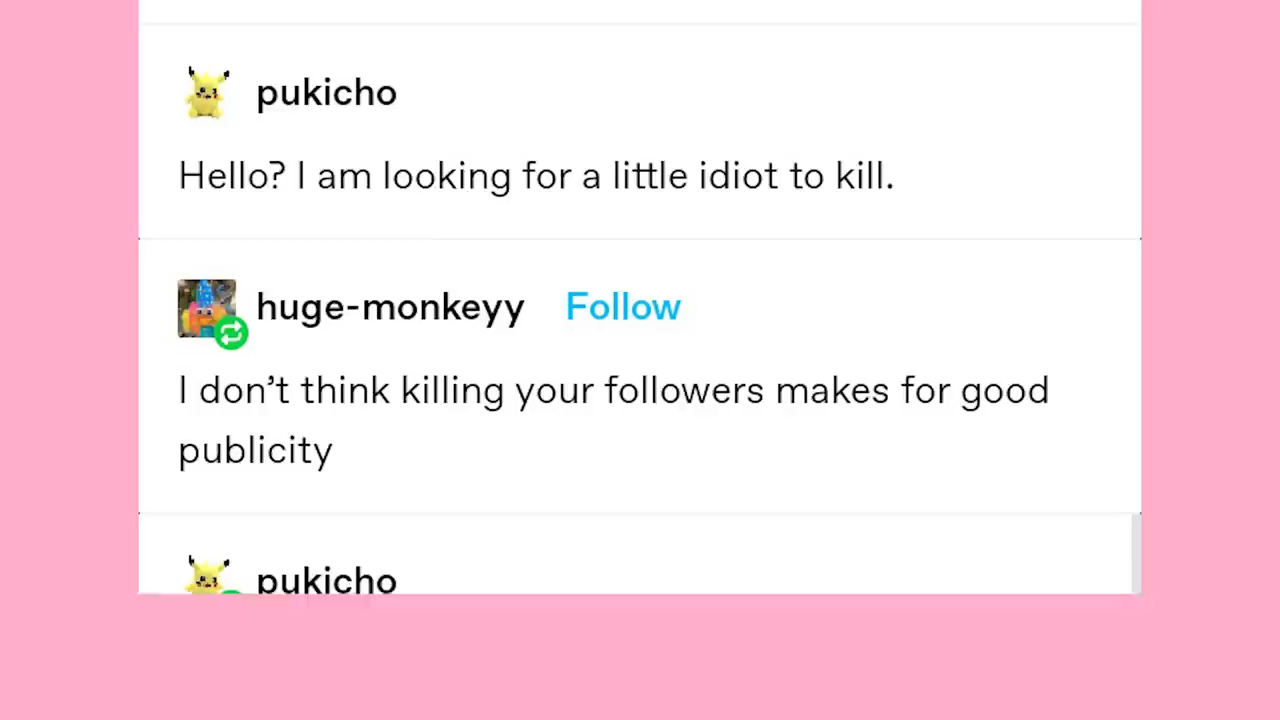 pukicho
Hello? I am looking for a little idiot to kill.
huge-monkeyy Follow
I don’t think killing your followers makes for good
publicity
pukicho